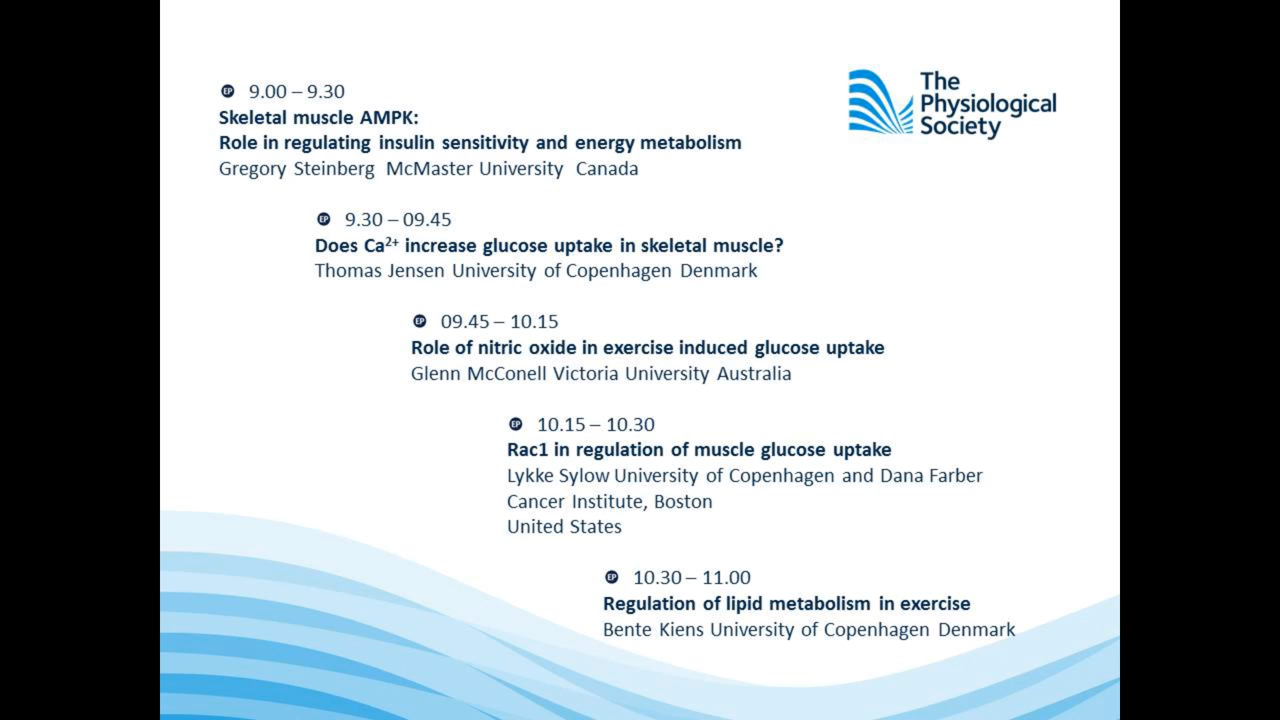 The
Physiological
Society
EP 9.00 – 9.30
Skeletal muscle AMPK:
Role in regulating insulin sensitivity and energy metabolism
Gregory Steinberg McMaster University Canada
EP 9.30 – 09.45
Does Ca²⁺ increase glucose uptake in skeletal muscle?
Thomas Jensen University of Copenhagen Denmark
EP 09.45 – 10.15
Role of nitric oxide in exercise induced glucose uptake
Glenn McConell Victoria University Australia
EP 10.15 – 10.30
Rac1 in regulation of muscle glucose uptake
Lykke Sylow University of Copenhagen and Dana Farber
Cancer Institute, Boston
United States
EP 10.30 – 11.00
Regulation of lipid metabolism in exercise
Bente Kiens University of Copenhagen Denmark